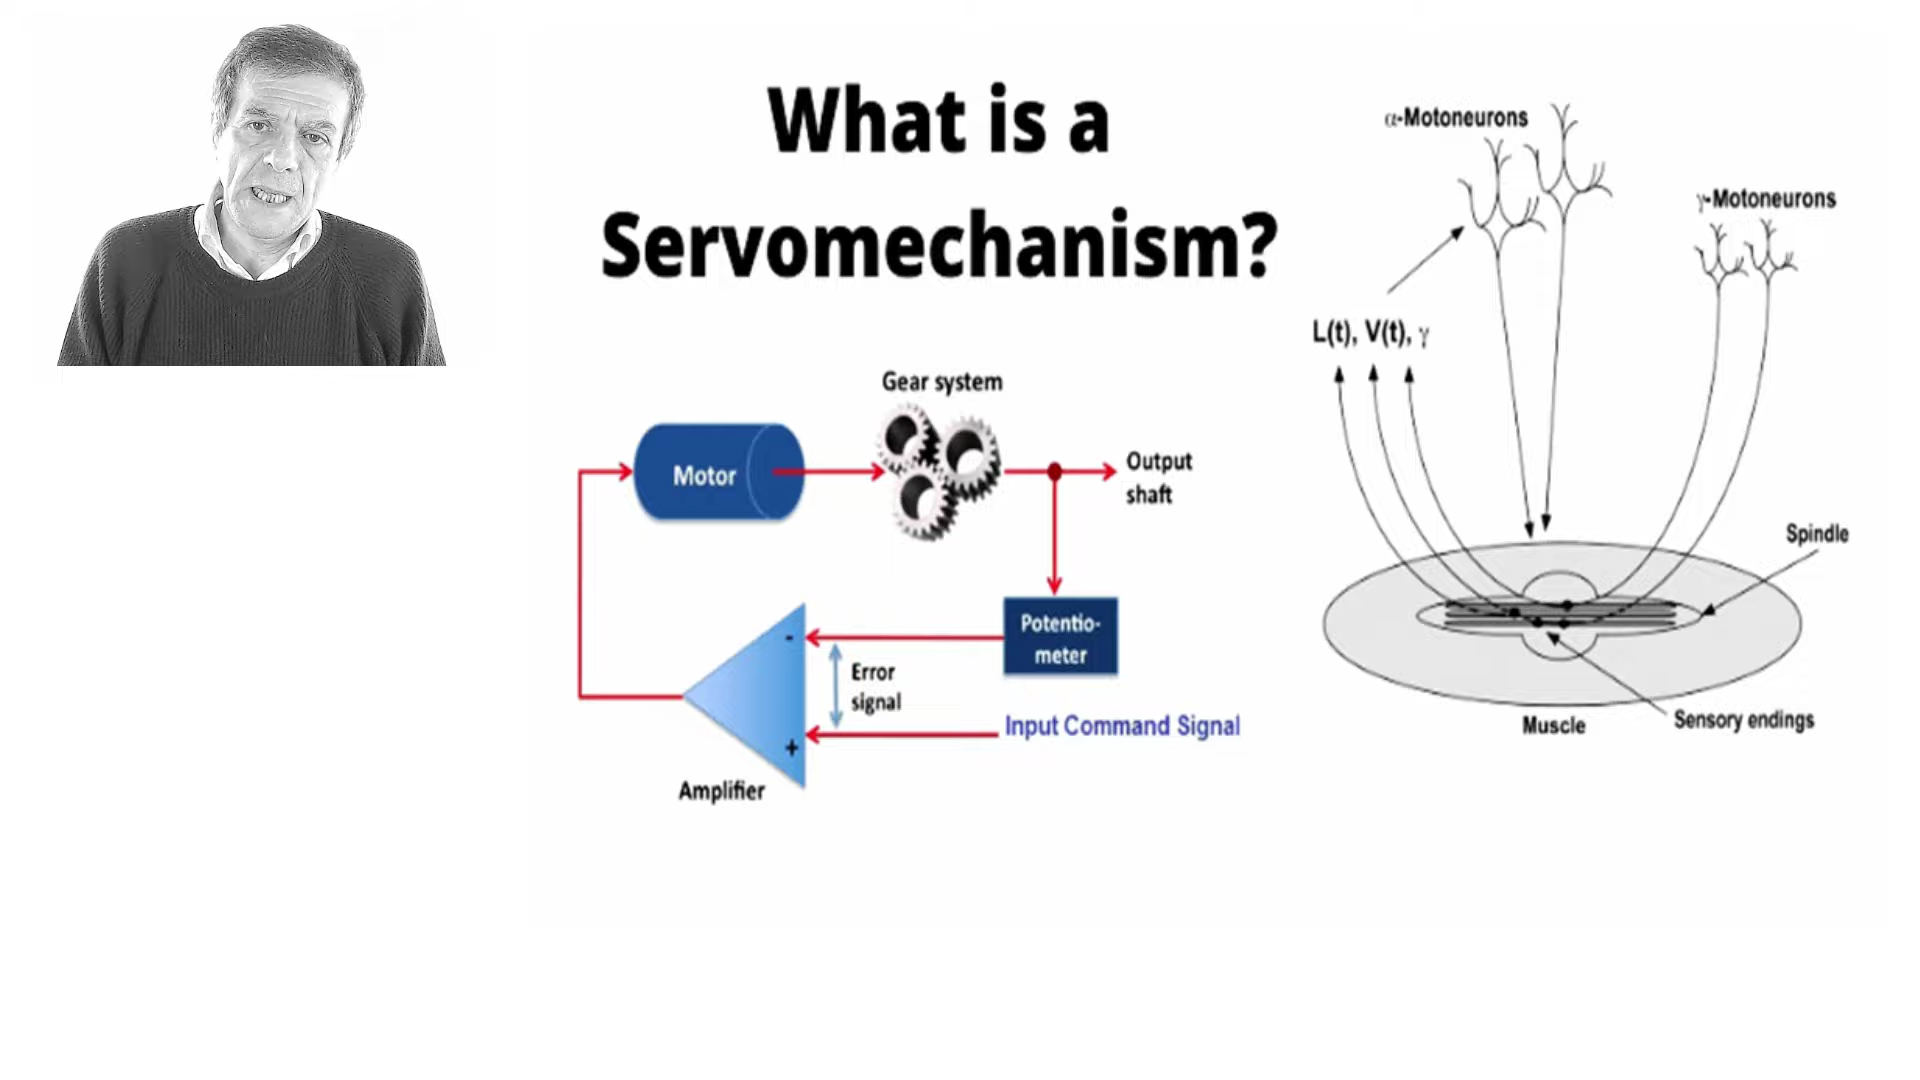 What is a
Servomechanism?
Gear system
Motor
Output
shaft
Potentio-
meter
-
Error
signal
Input Command Signal
+
Amplifier
α-Motoneurons
γ-Motoneurons
L(t), V(t), γ
Spindle
Sensory endings
Muscle